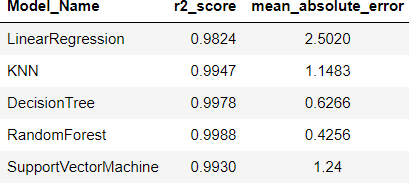 Model_Name r2_score mean_absolute_error
LinearRegression 0.9824 2.5020
KNN 0.9947 1.1483
DecisionTree 0.9978 0.6266
RandomForest 0.9988 0.4256
SupportVectorMachine 0.9930 1.24